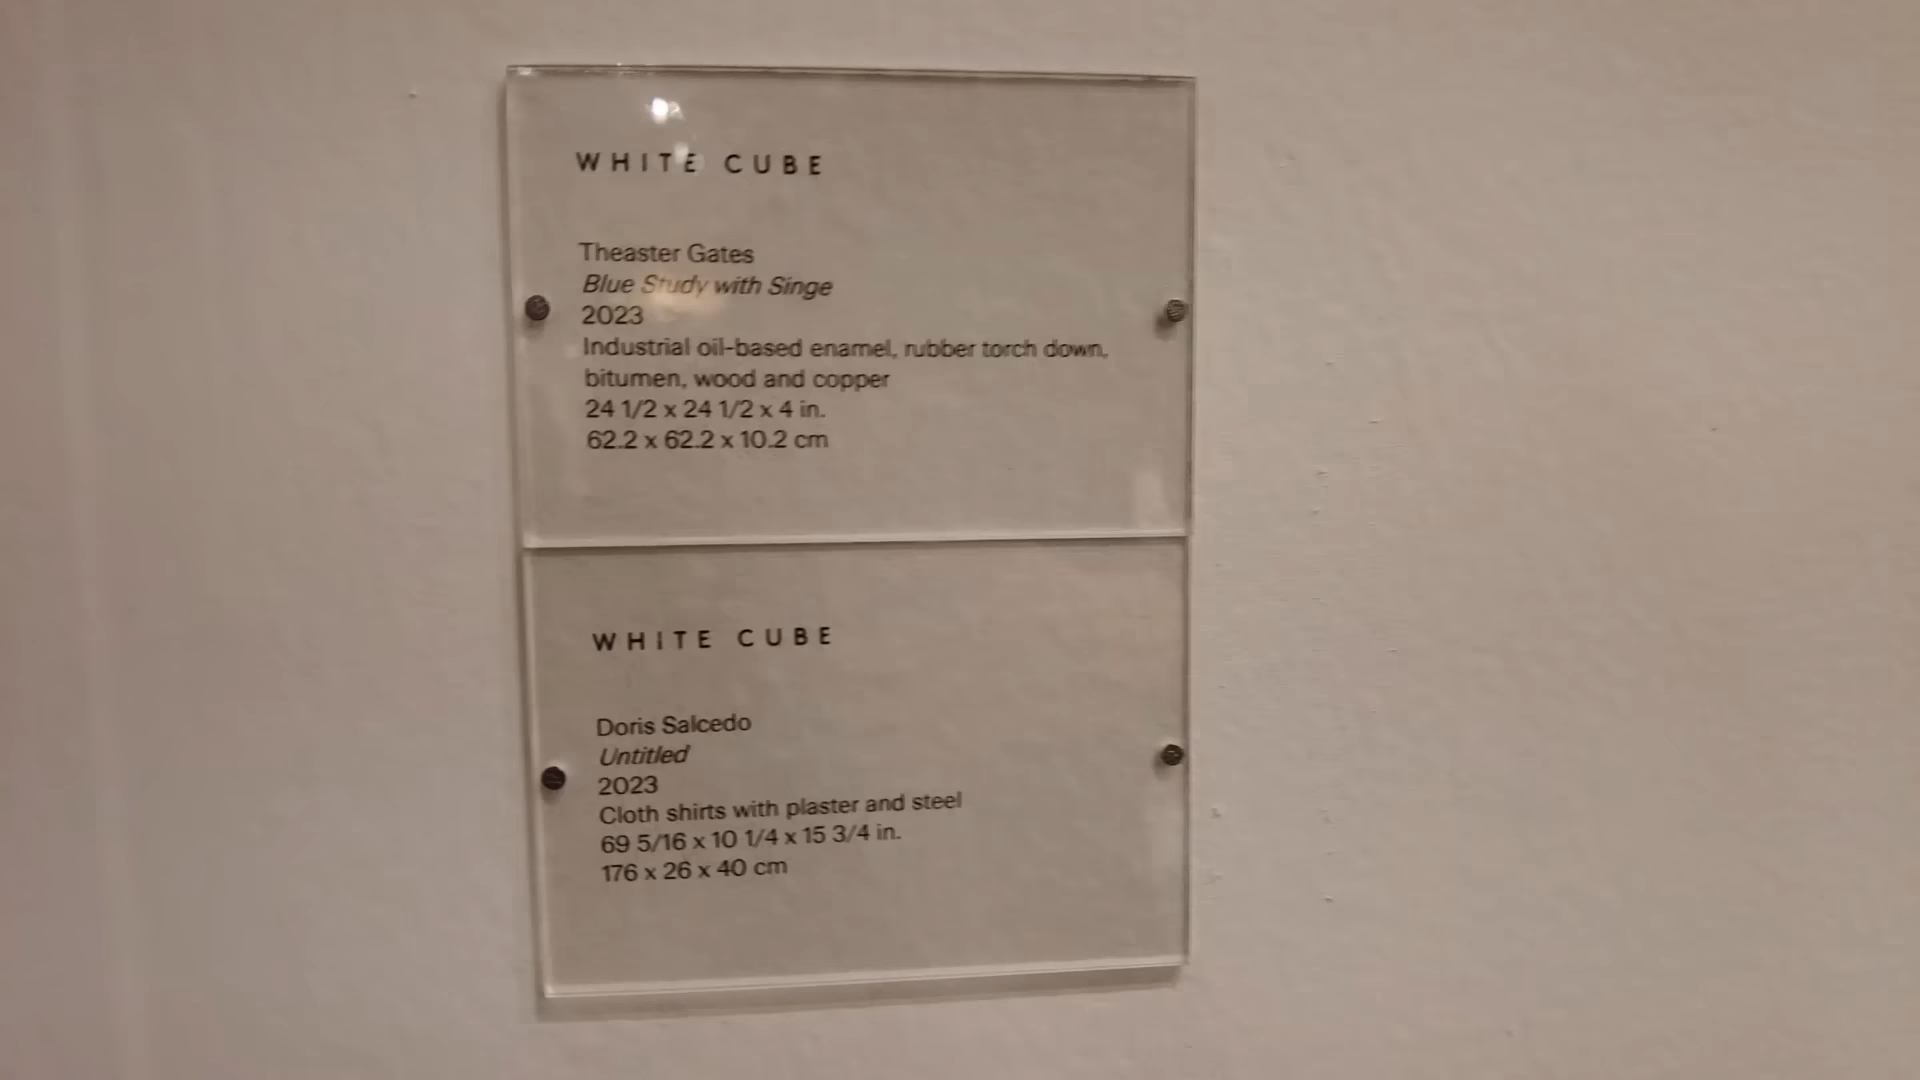 WHITE CUBE
Theaster Gates
Blue Study with Singe
2023
Industrial oil-based enamel, rubber torch down,
bitumen, wood and copper
24 1/2 x 24 1/2 x 4 in.
62.2 x 62.2 x 10.2 cm
WHITE CUBE
Doris Salcedo
Untitled
2023
Cloth shirts with plaster and steel
69 5/16 x 10 1/4 x 15 3/4 in.
176 x 26 x 40 cm